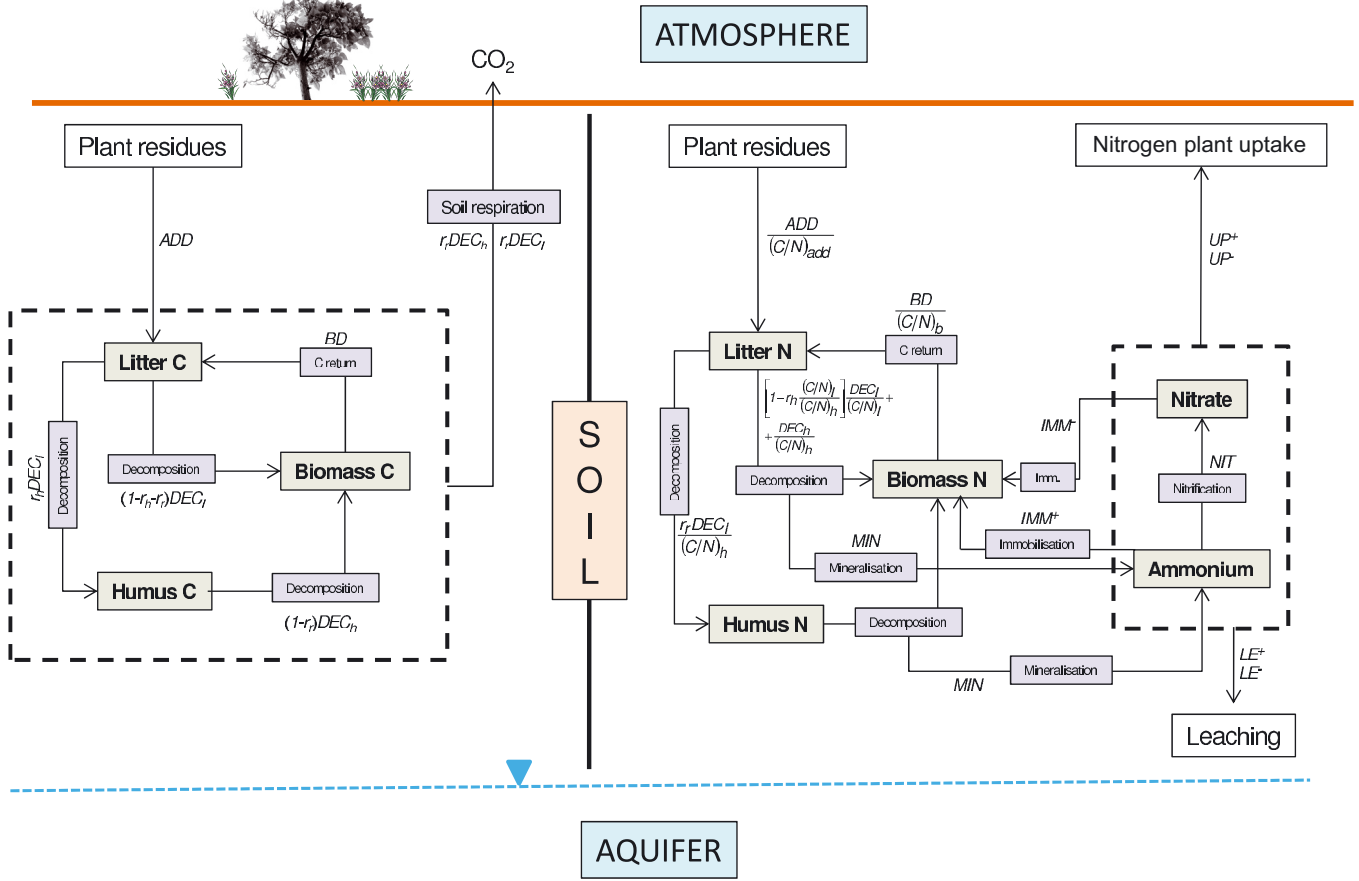 ATMOSPHERE
CO₂
Plant residues
Plant residues
Nitrogen plant uptake
Soil respiration
ADD
r_rDEC_h r_rDEC_l
ADD
(C/N)_add
UP⁺
UP⁻
BD
Litter C
C return
BD
(C/N)_b
Litter N
C return
[1-r_h (C/N)_l / (C/N)_h] DEC_l / (C/N)_l +
+ DEC_h / (C/N)_h
Nitrate
IMM⁻
S
O
I
L
r_hDEC_l
Decomposition
Decomposition
(1-r_h-r_r)DEC_l
Biomass C
Decomposition
Decomposition
Biomass N
Imm.
NIT
Nitrification
r_rDEC_l
(C/N)_h
MIN
Mineralisation
IMM⁺
Immobilisation
Ammonium
Humus C
Decomposition
(1-r_r)DEC_h
Humus N
Decomposition
MIN
Mineralisation
LE⁺
LE⁻
Leaching
AQUIFER